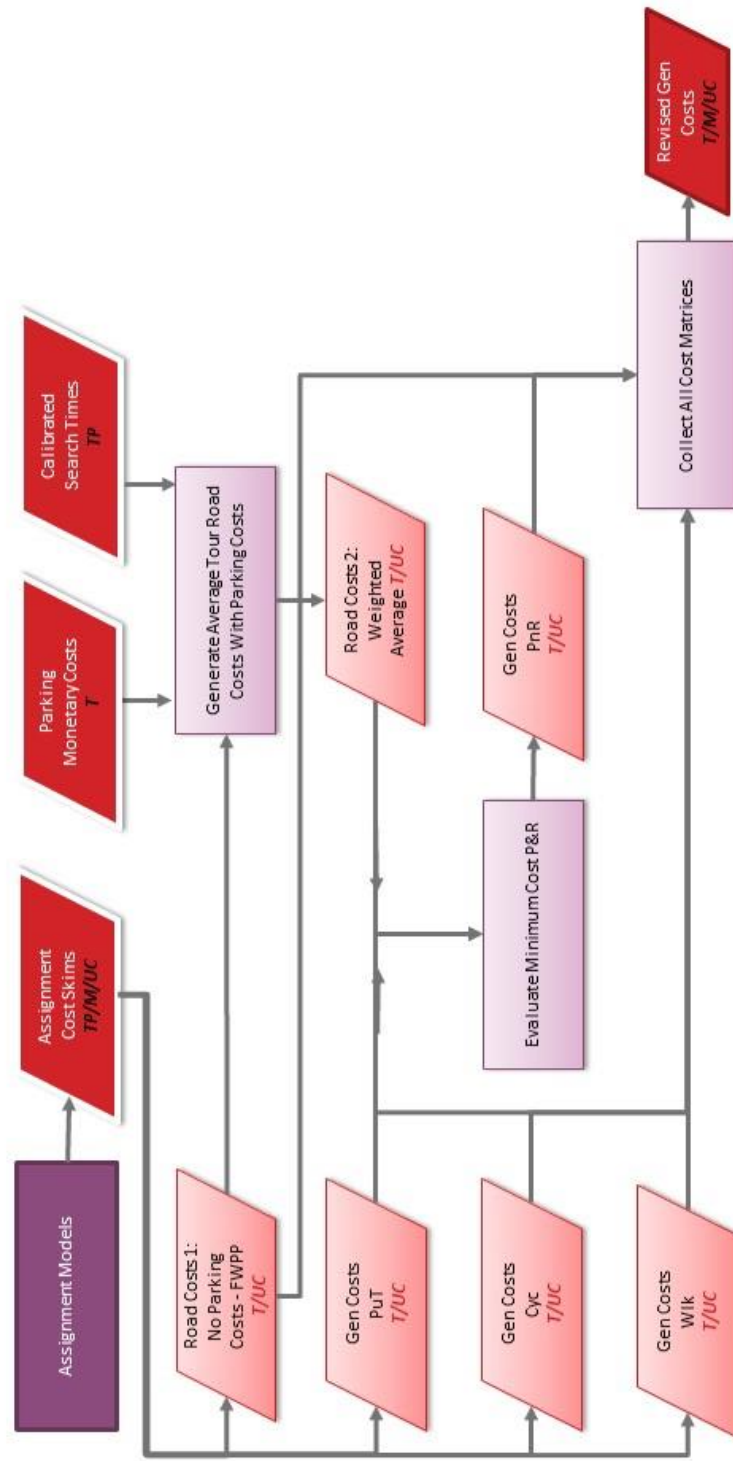 Assignment Models
Assignment
Cost Skims
TP/M/UC
Parking
Monetary Costs
T
Calibrated
Search Times
TP
Road Costs 1:
No Parking
Costs - FWPP
T/UC
Generate Average Tour Road
Costs With Parking Costs
Gen Costs
PuT
T/UC
Road Costs 2:
Weighted
Average T/UC
Gen Costs
Cyc
T/UC
Evaluate Minimum Cost P&R
Gen Costs
PnR
T/UC
Gen Costs
Wlk
T/UC
Collect All Cost Matrices
Revised Gen
Costs
T/M/UC